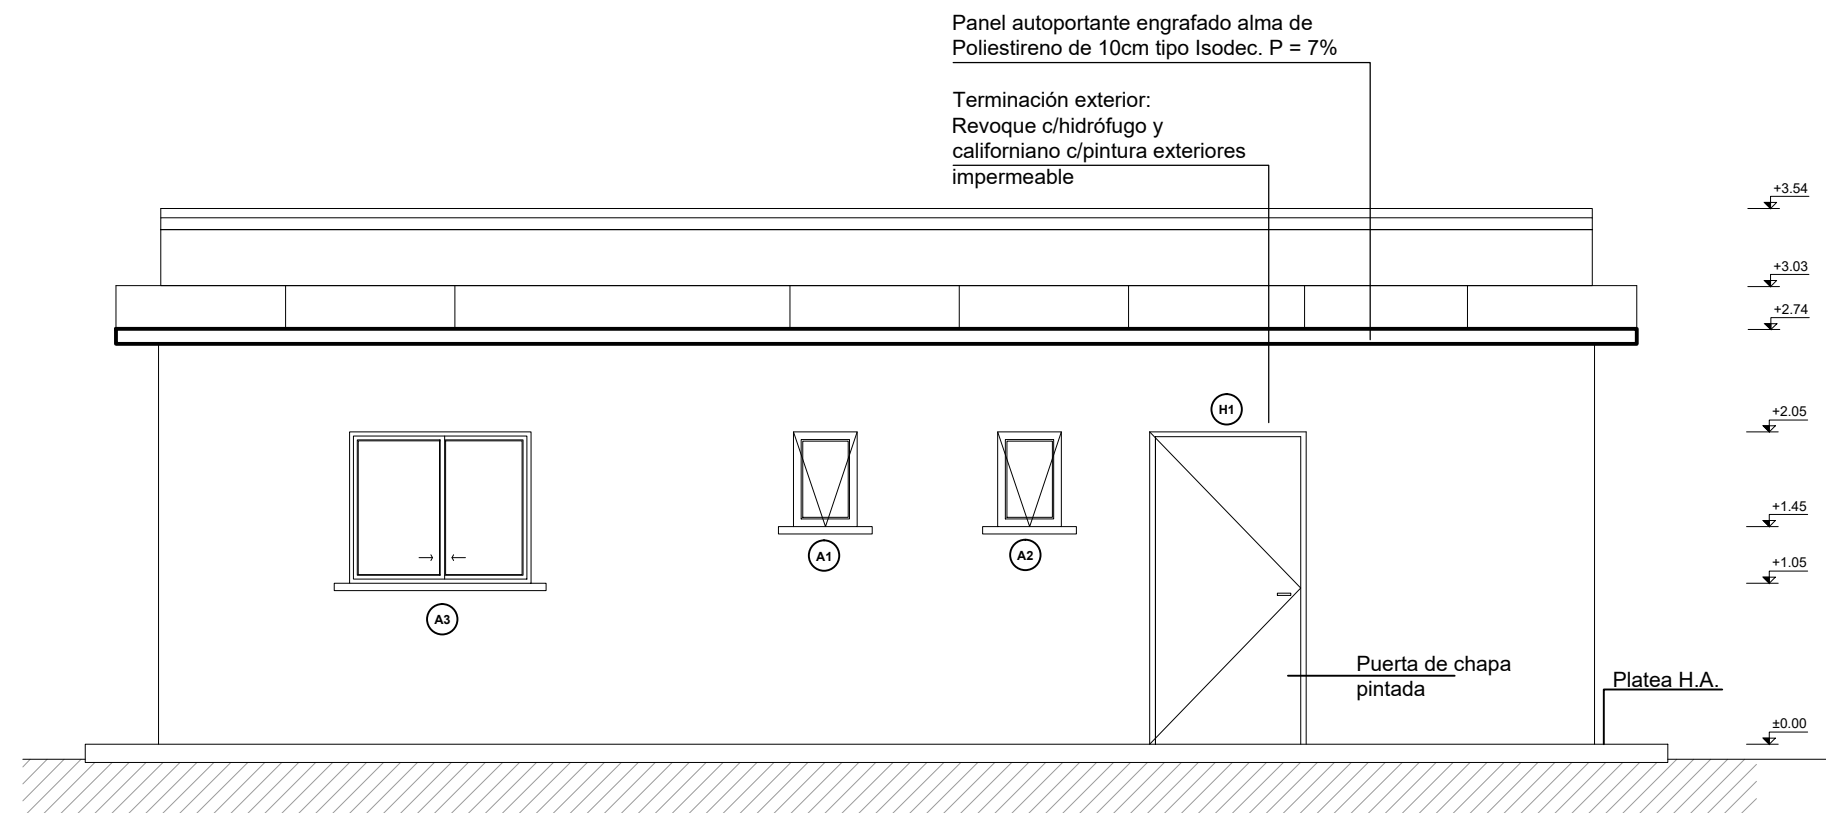 Panel autoportante engrafado alma de
Poliestireno de 10cm tipo Isodec. P = 7%
Terminación exterior:
Revoque c/hidrófugo y
californiano c/pintura exteriores
impermeable
+3.54
+3.03
+2.74
+2.05
+1.45
+1.05
±0.00
H1
A1
A2
A3
Puerta de chapa
pintada
Platea H.A.